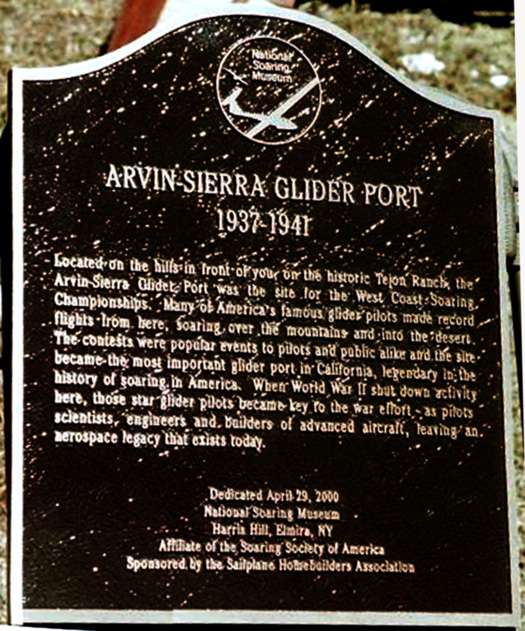 National
Soaring
Museum
ARVIN-SIERRA GLIDER PORT
1937-1941
Located on the hills in front of you, on the historic Tejon Ranch, the
Arvin-Sierra Glider Port was the site for the West Coast Soaring
Championships. Many of America's famous glider pilots made record
flights from here, soaring over the mountains and into the desert.
The contests were popular events to pilots and public alike and the site
became the most important glider port in California, legendary in the
history of soaring in America. When World War II shut down activity
here, those star glider pilots became key to the war effort - as pilots
scientists, engineers and builders of advanced aircraft, leaving an
aerospace legacy that exists today.
Dedicated April 29, 2000
National Soaring Museum
Harris Hill, Elmira, NY
Affiliate of the Soaring Society of America
Sponsored by the Sailplane Homebuilders Association